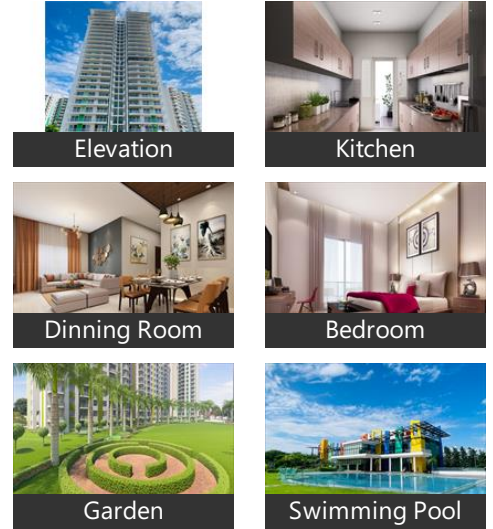 Elevation
Kitchen
Dinning Room
Bedroom
Garden
Swimming Pool